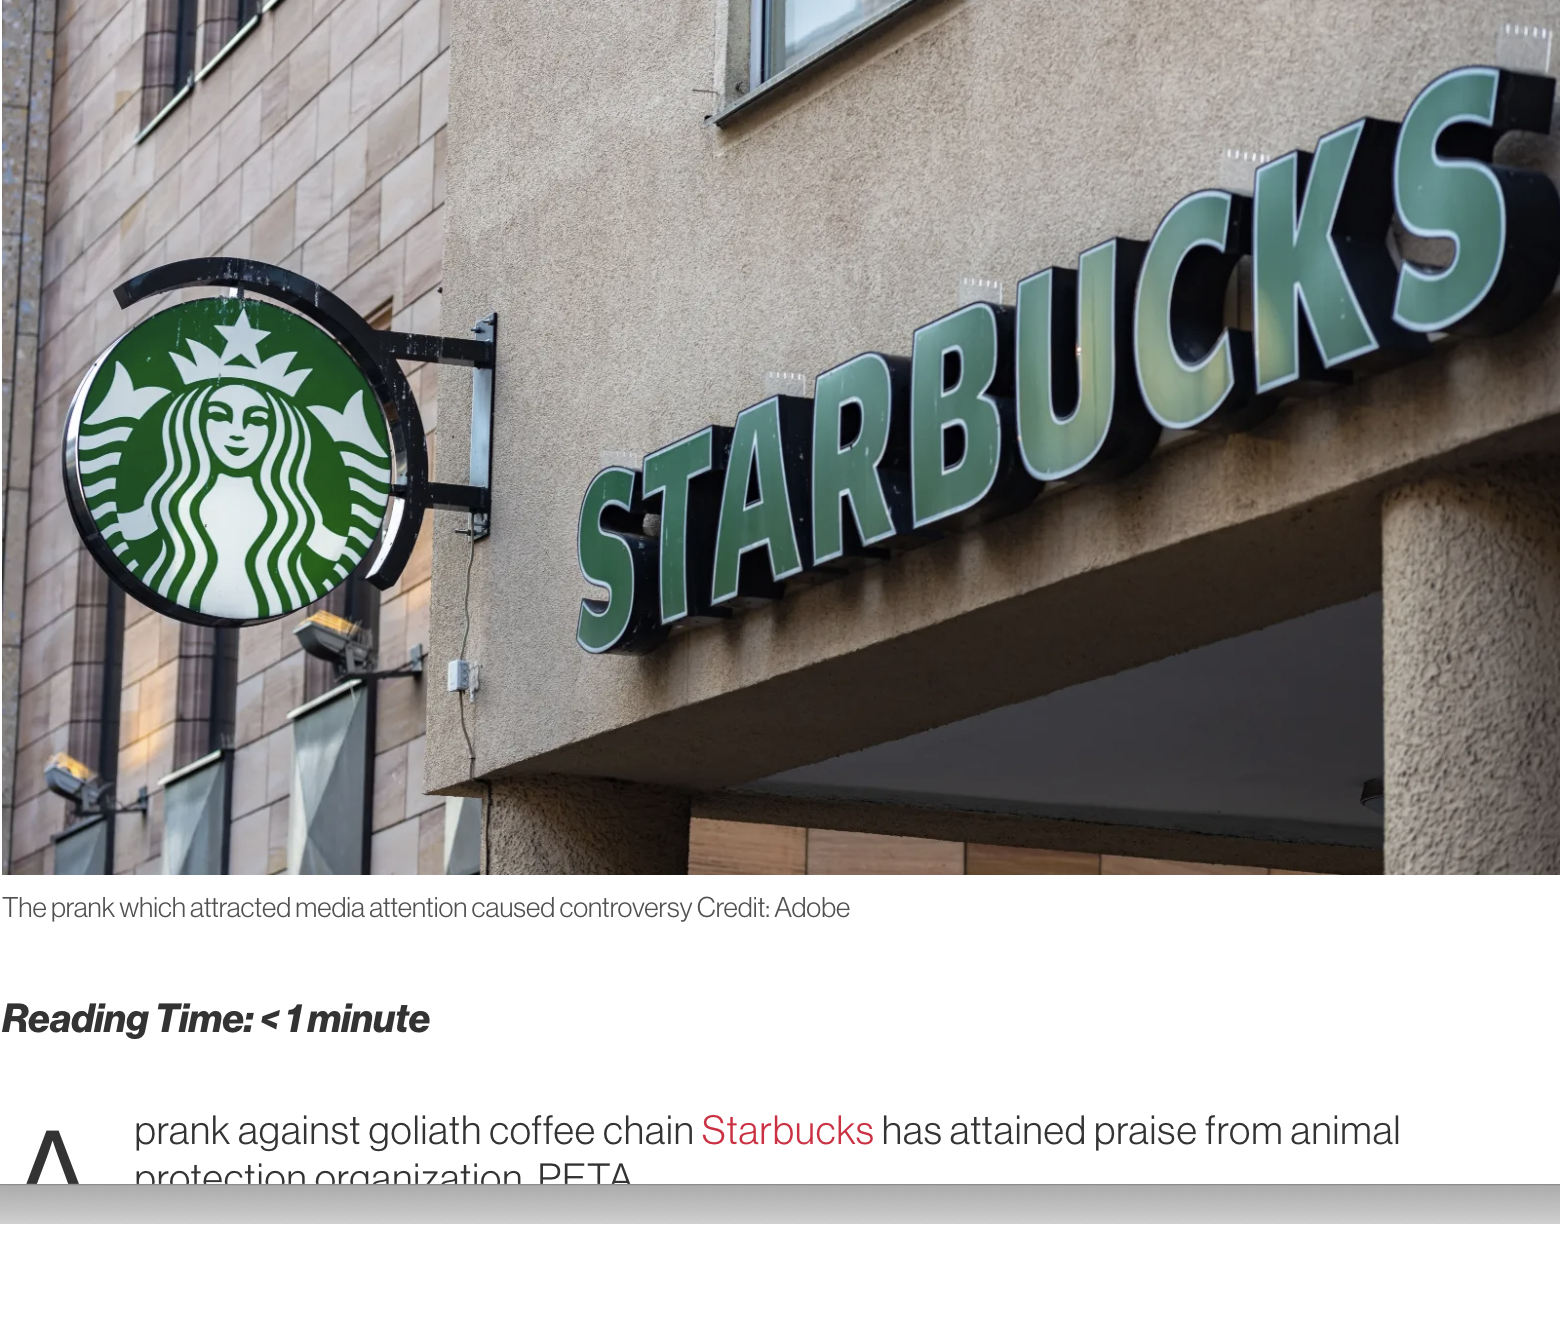 STARBUCKS
The prank which attracted media attention caused controversy Credit: Adobe
Reading Time: < 1 minute
A prank against goliath coffee chain Starbucks has attained praise from animal
protection organization, PETA